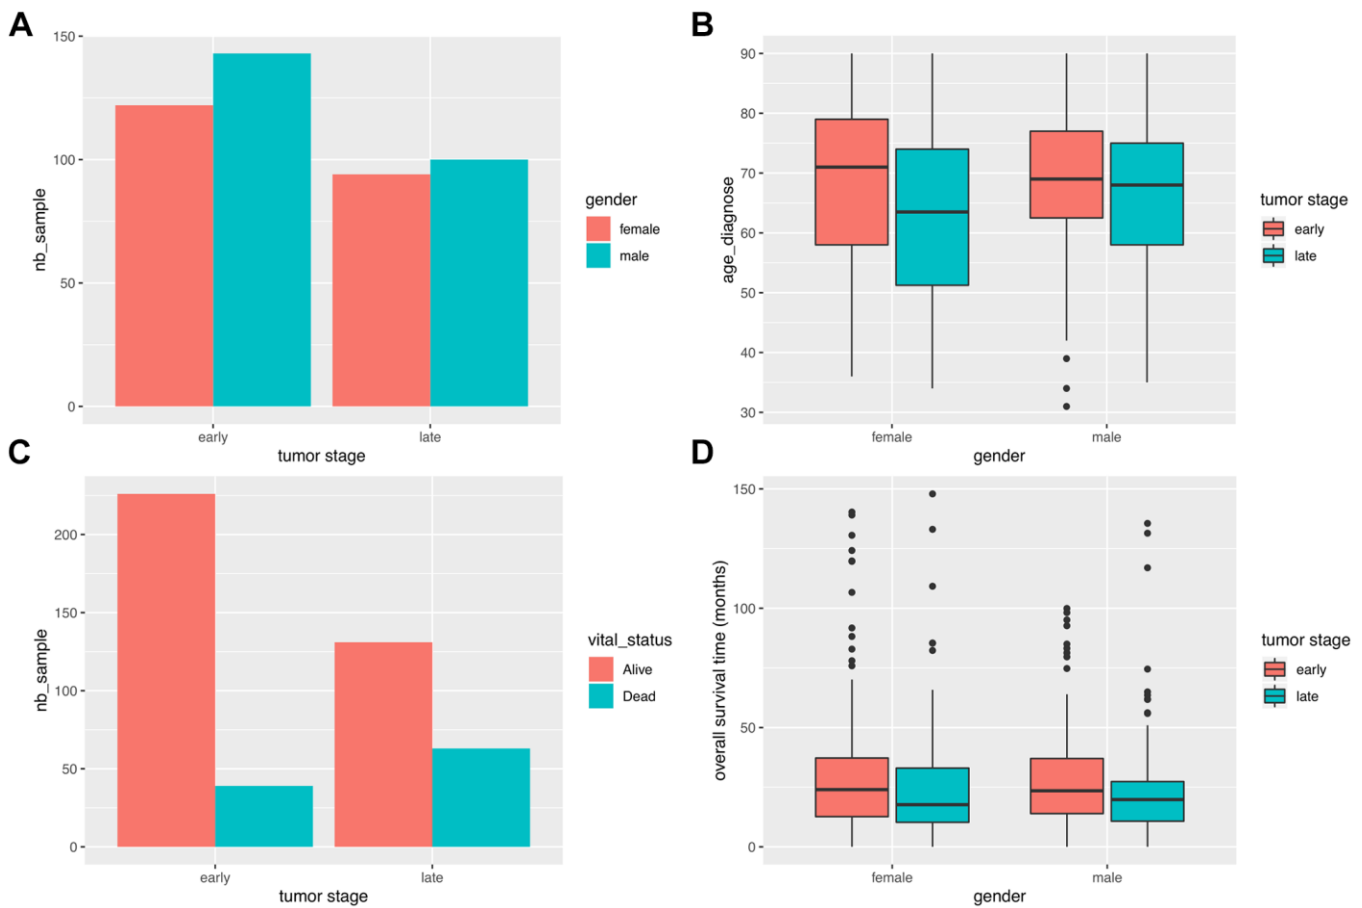 A
150
100
50
0
nb_sample
early
late
tumor stage
gender
female
male
B
90
80
70
60
50
40
30
age_diagnose
female
male
gender
tumor stage
early
late
C
200
150
100
50
0
nb_sample
early
late
tumor stage
vital_status
Alive
Dead
D
150
100
50
0
overall survival time (months)
female
male
gender
tumor stage
early
late